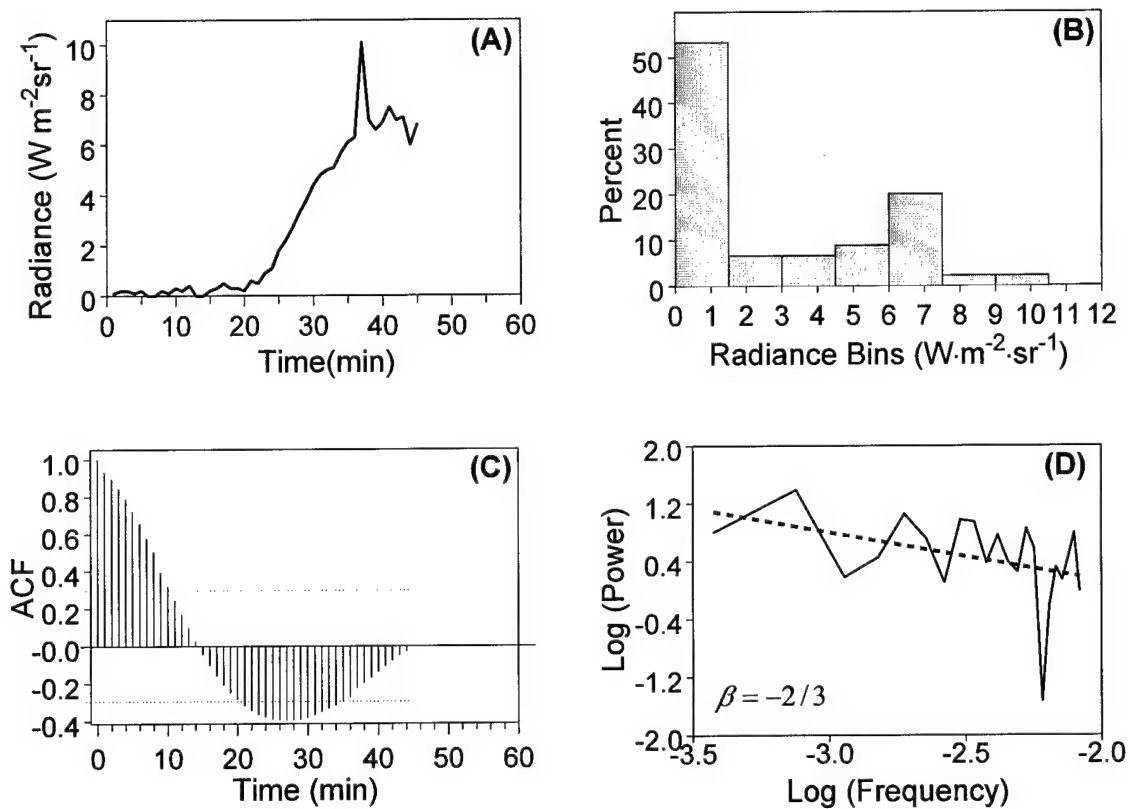 (A)
Radiance (W m⁻²sr⁻¹)
10
8
6
4
2
0
0 10 20 30 40 50 60
Time(min)
(B)
Percent
50
40
30
20
10
0
0 1 2 3 4 5 6 7 8 9 10 11 12
Radiance Bins (W·m⁻²·sr⁻¹)
(C)
ACF
1.0
0.8
0.6
0.4
0.2
-0.0
-0.2
-0.4
0 10 20 30 40 50 60
Time (min)
(D)
Log (Power)
2.0
1.2
0.4
-0.4
-1.2
-2.0
β = −2/3
-3.5 -3.0 -2.5 -2.0
Log (Frequency)